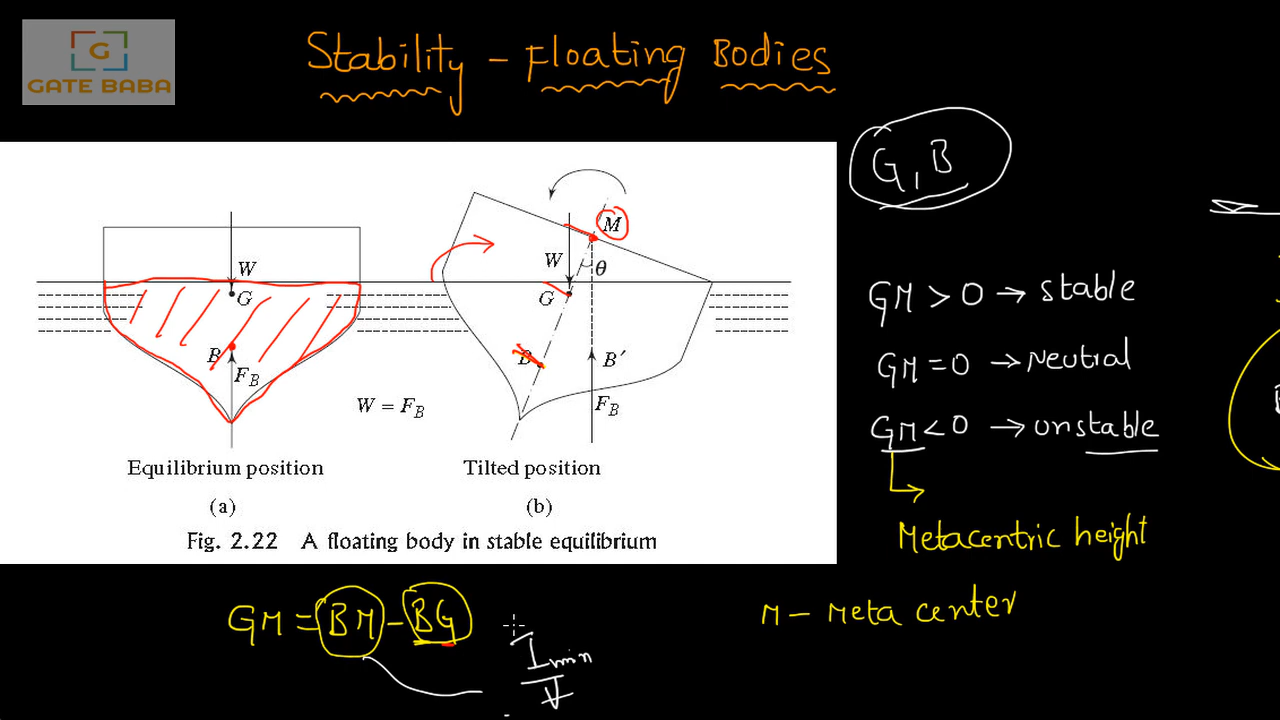 G
GATE BABA
Stability - Floating Bodies
G, B
W
G
B
F_B
W = F_B
Equilibrium position
(a)
M
W
θ
G
B
B′
F_B
Tilted position
(b)
Fig. 2.22 A floating body in stable equilibrium
GM > 0 → stable
GM = 0 → Neutral
GM < 0 → unstable
Metacentric height
M - Meta center
GM = BM - BG
I min
V